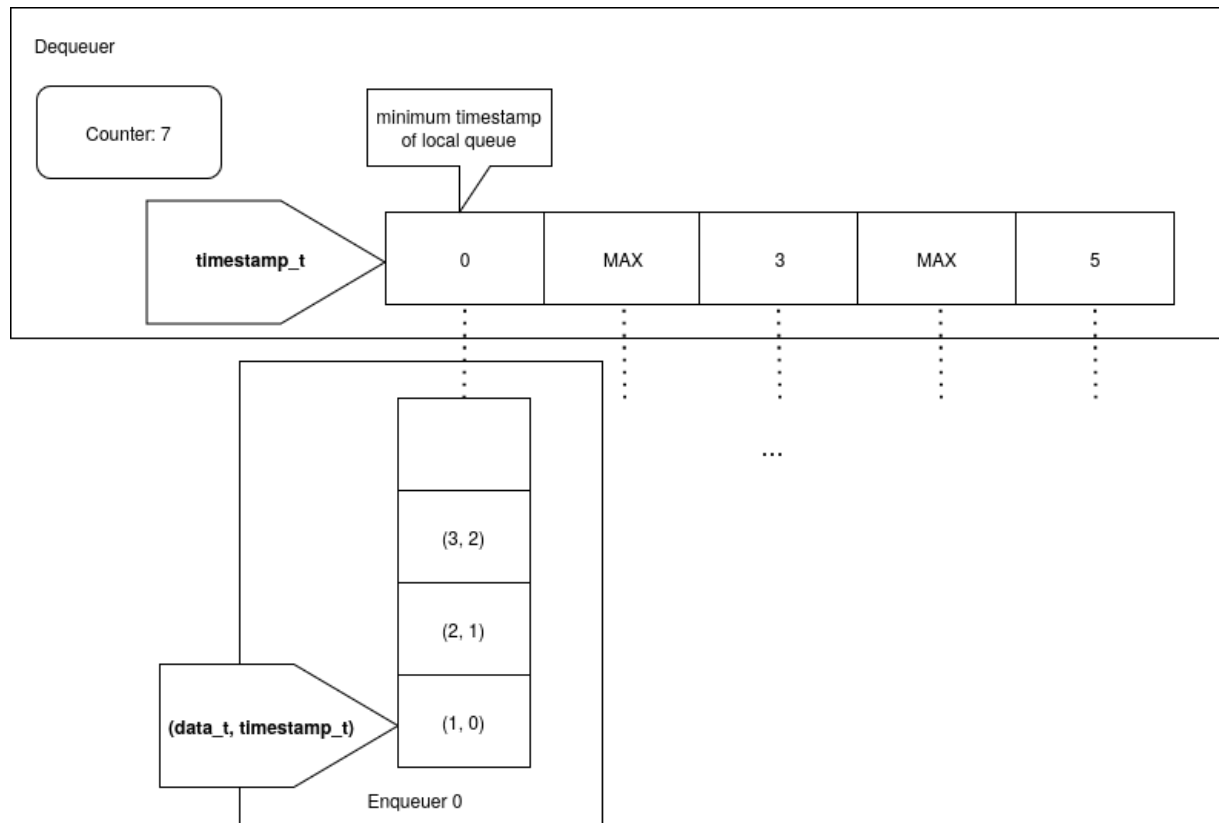 Dequeuer
Counter: 7
minimum timestamp
of local queue
timestamp_t
0
MAX
3
MAX
5
...
(3, 2)
(2, 1)
(data_t, timestamp_t)
(1, 0)
Enqueuer 0